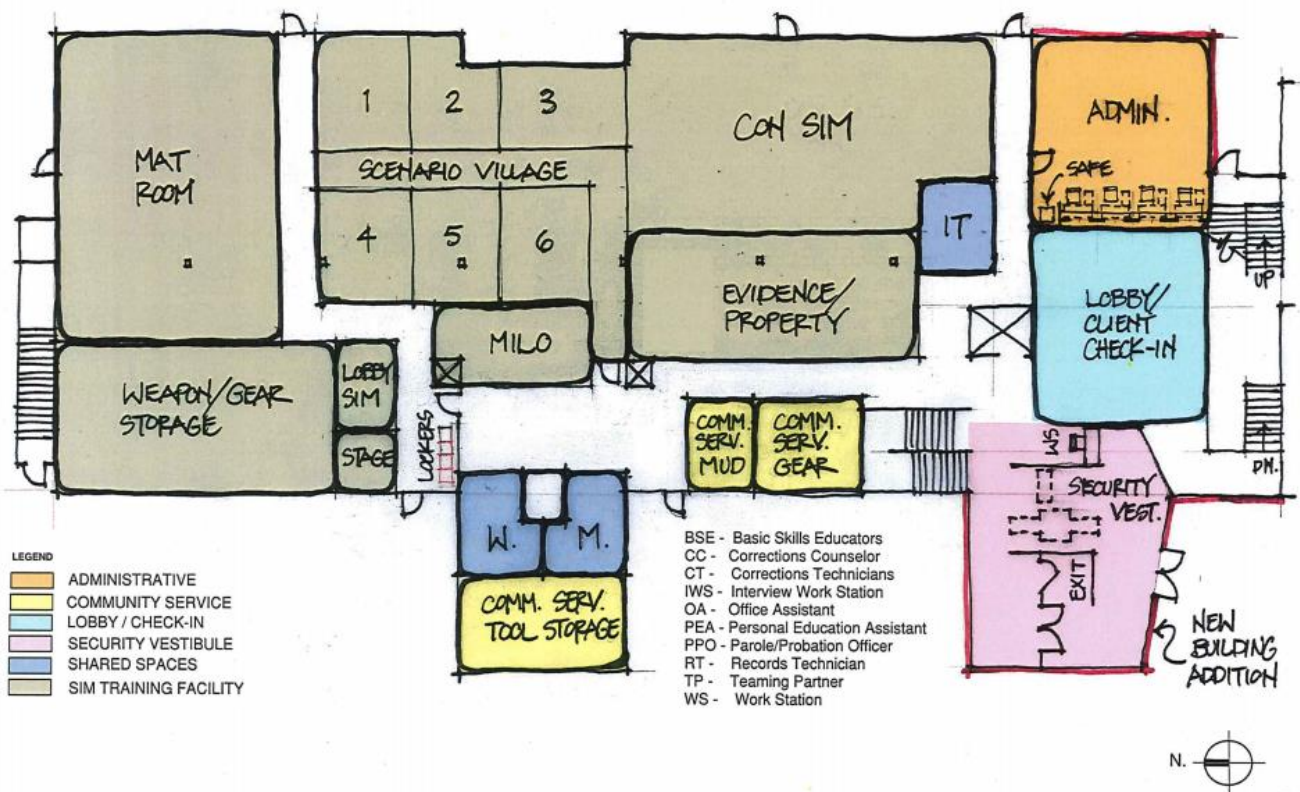 MAT
ROOM
1
2
3
SCENARIO VILLAGE
4
5
6
CON SIM
IT
ADMIN.
SAFE
UP
LOBBY/
CLIENT
CHECK-IN
EVIDENCE/
PROPERTY
MILO
WEAPON/GEAR
STORAGE
LOBBY
SIM
STAGE
LOCKERS
COMM.
SERV.
MUD
COMM.
SERV.
GEAR
WS
SECURITY
VEST.
DN.
EXIT
W.
M.
COMM. SERV.
TOOL STORAGE
NEW
BUILDING
ADDITION
LEGEND
ADMINISTRATIVE
COMMUNITY SERVICE
LOBBY / CHECK-IN
SECURITY VESTIBULE
SHARED SPACES
SIM TRAINING FACILITY
BSE - Basic Skills Educators
CC - Corrections Counselor
CT - Corrections Technicians
IWS - Interview Work Station
OA - Office Assistant
PEA - Personal Education Assistant
PPO - Parole/Probation Officer
RT - Records Technician
TP - Teaming Partner
WS - Work Station
N.